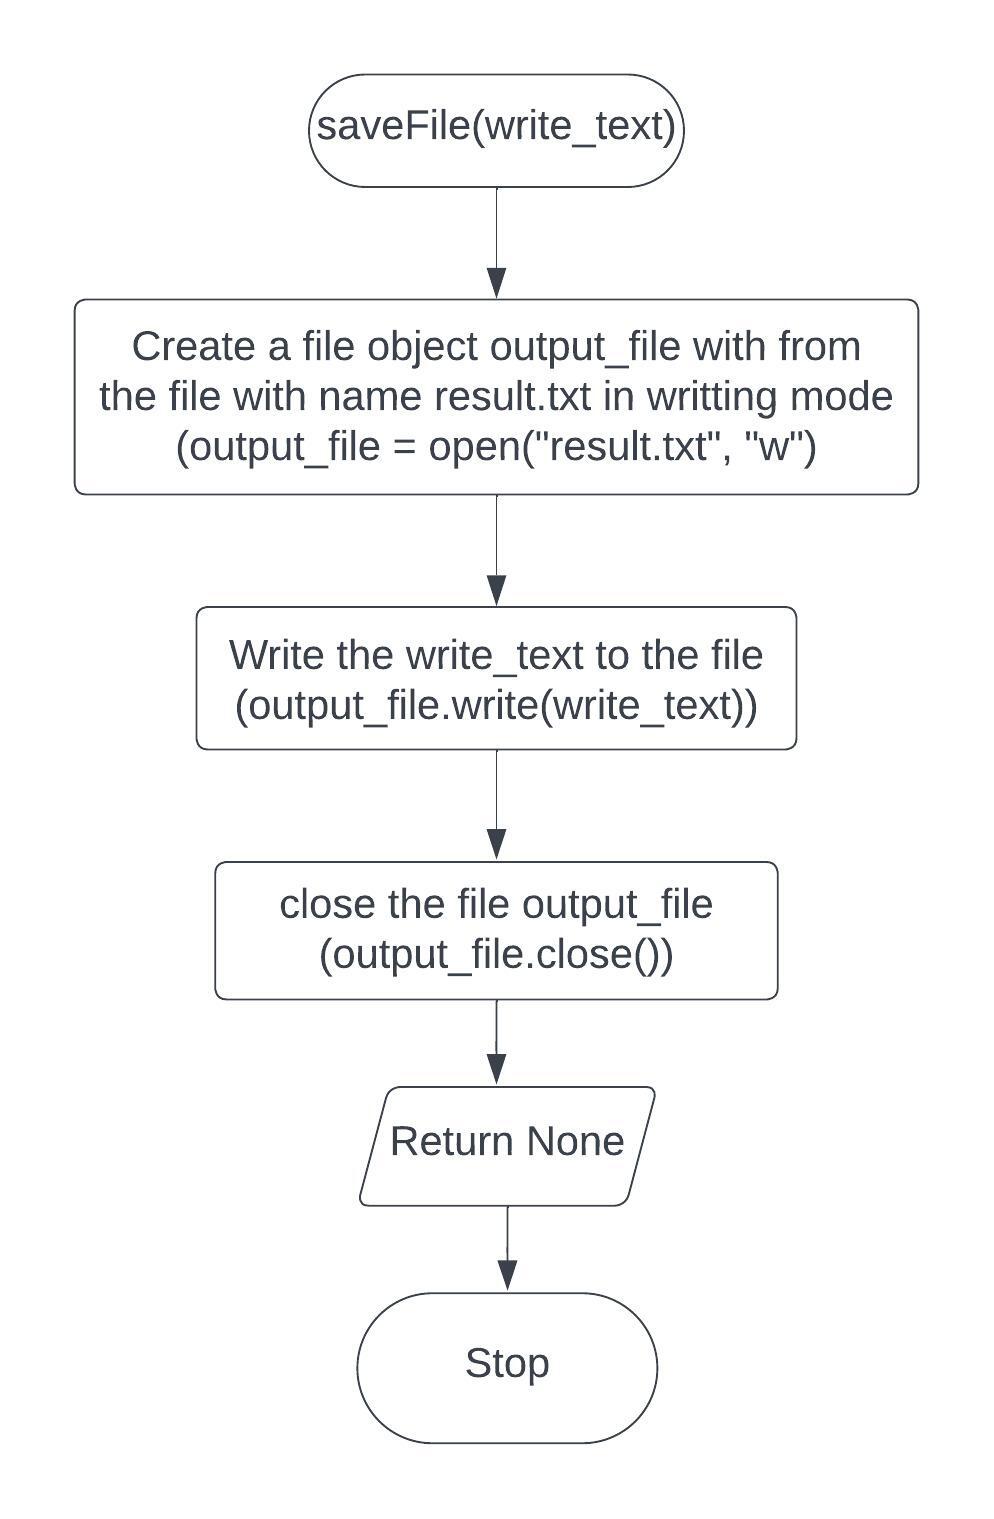 saveFile(write_text)
Create a file object output_file with from
the file with name result.txt in writting mode
(output_file = open("result.txt", "w")
Write the write_text to the file
(output_file.write(write_text))
close the file output_file
(output_file.close())
Return None
Stop